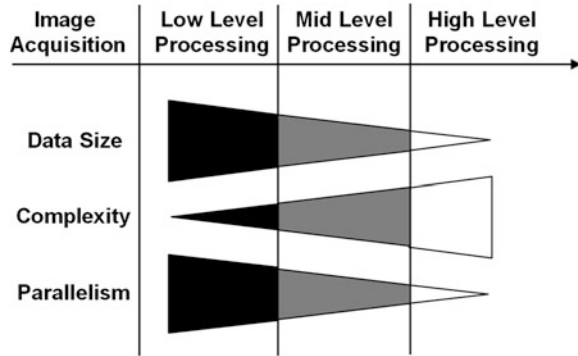 Image Acquisition
Low Level Processing
Mid Level Processing
High Level Processing
Data Size
Complexity
Parallelism